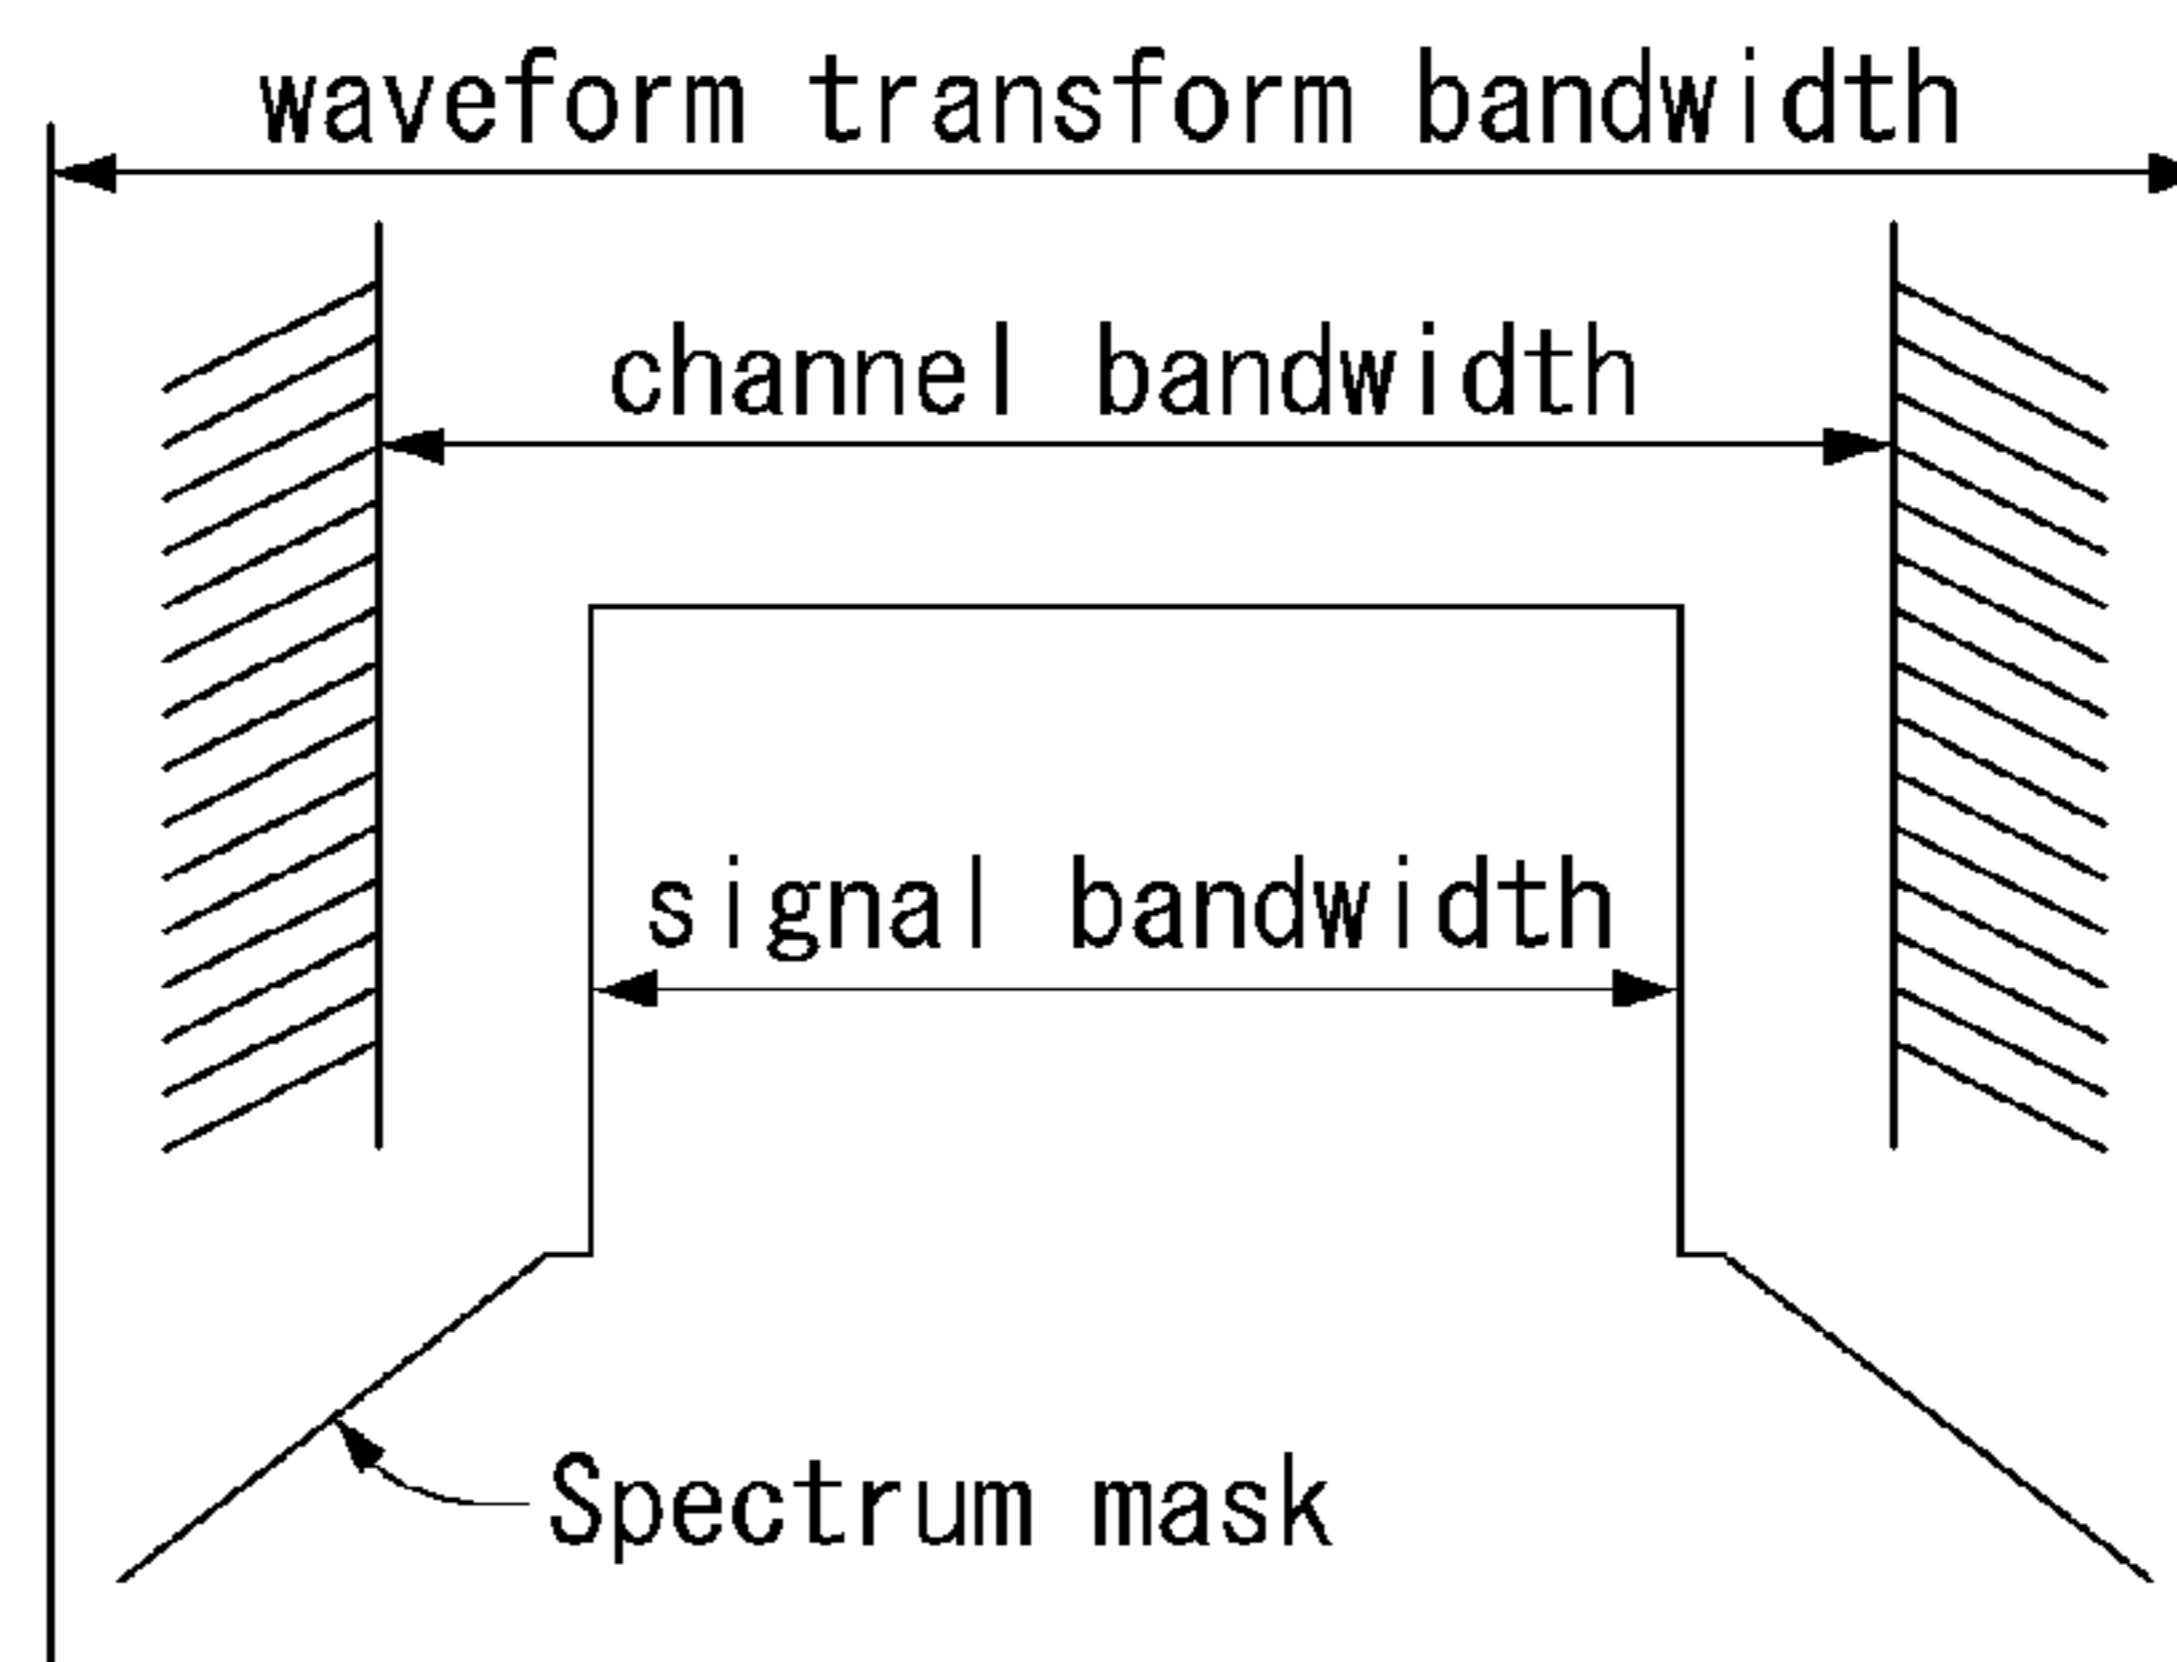 waveform transform bandwidth
channel bandwidth
signal bandwidth
Spectrum mask